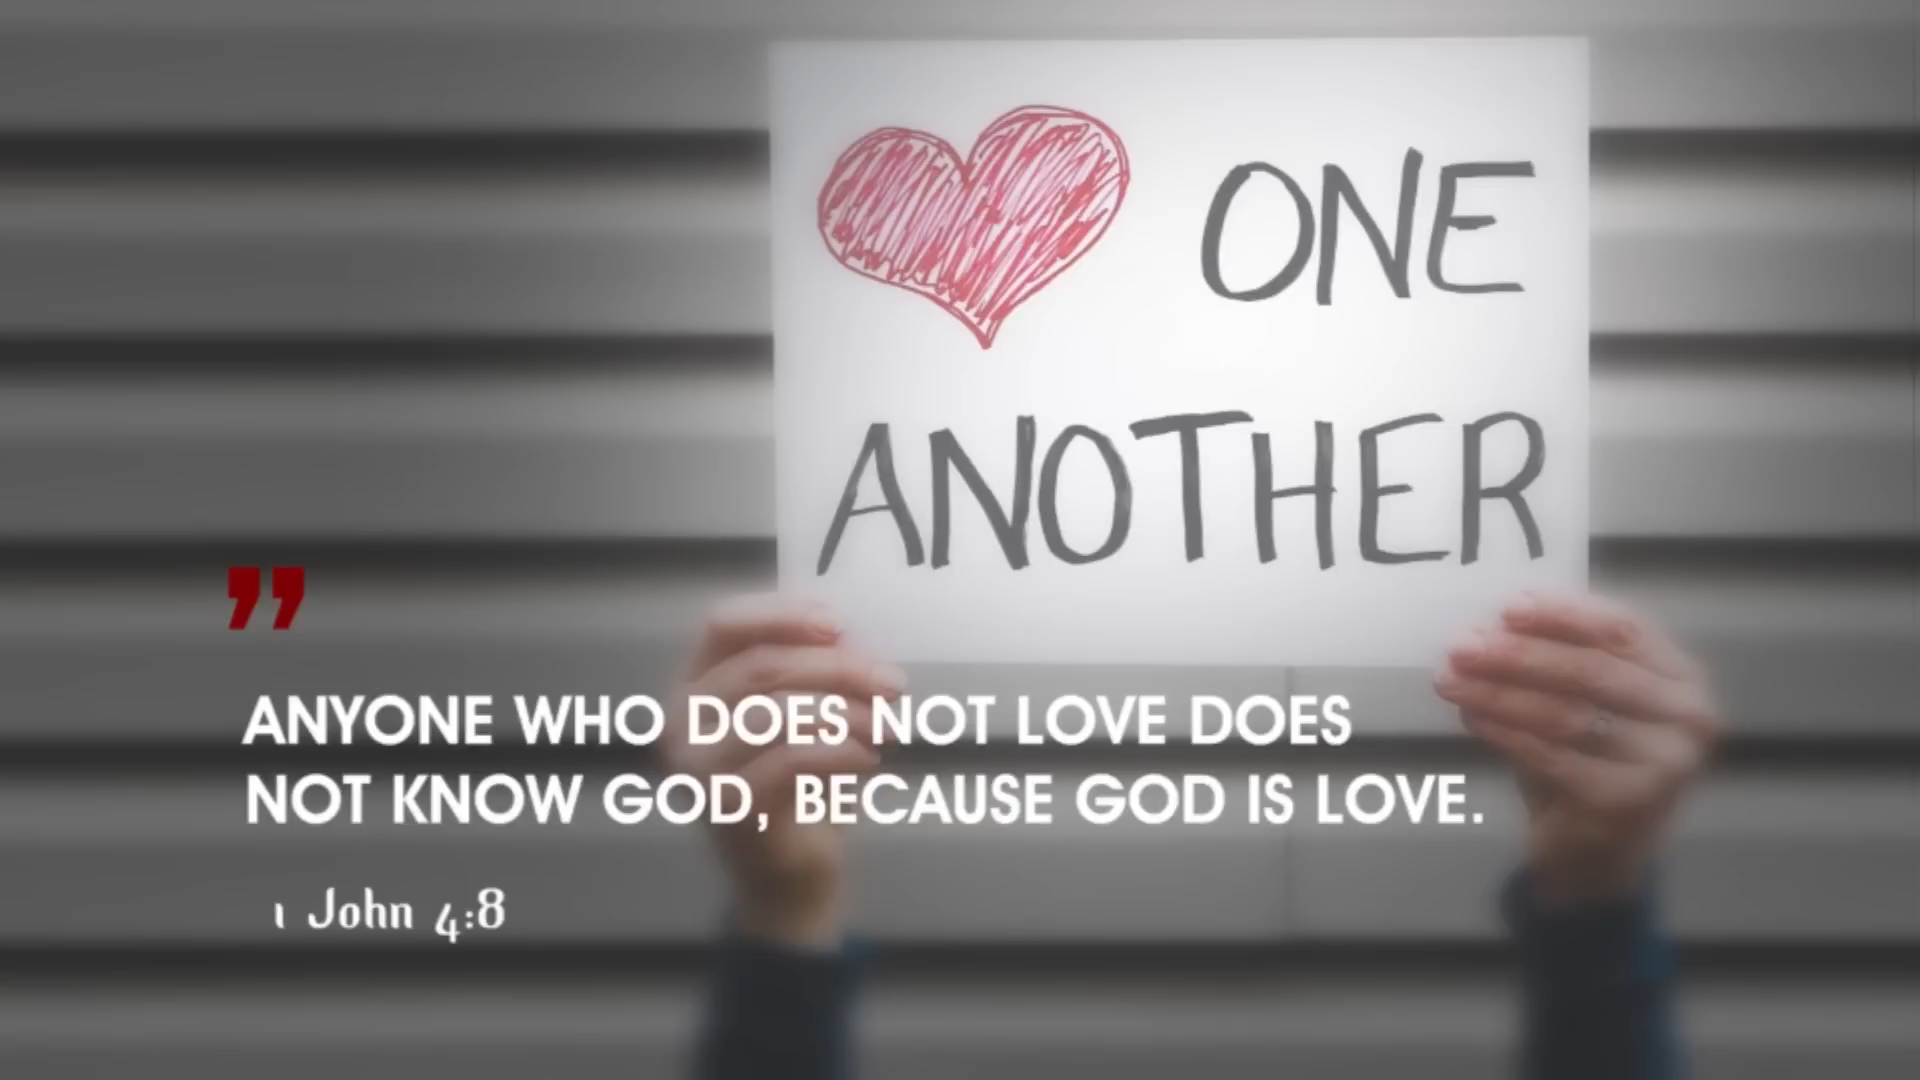 ❤ ONE
ANOTHER
”
ANYONE WHO DOES NOT LOVE DOES
NOT KNOW GOD, BECAUSE GOD IS LOVE.
1 John 4:8